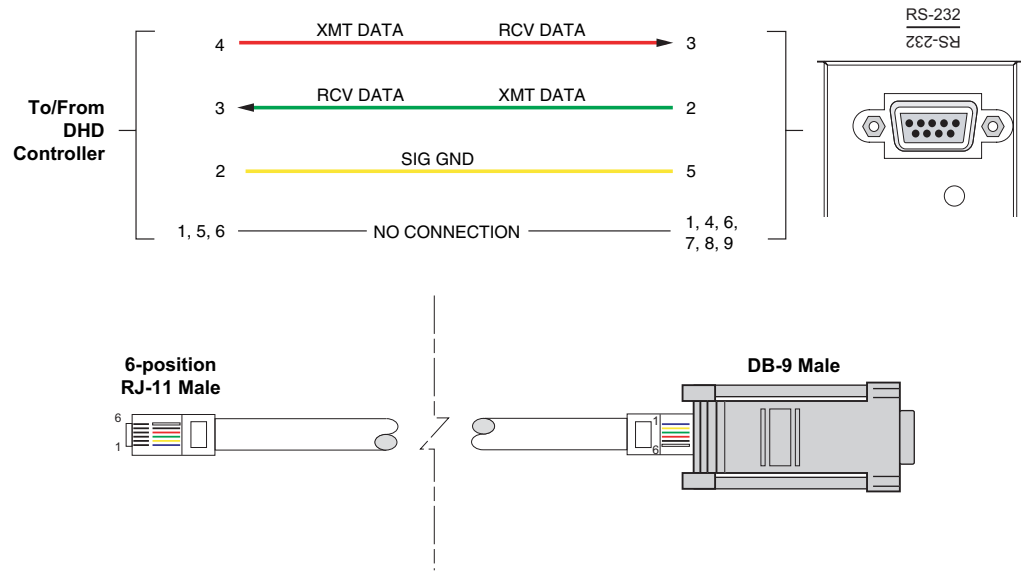 RS-232
RS-232
XMT DATA RCV DATA
4 3
RCV DATA XMT DATA
3 2
To/From
DHD
Controller
SIG GND
2 5
1, 5, 6 NO CONNECTION 1, 4, 6,
7, 8, 9
6-position
RJ-11 Male
DB-9 Male
6
1
1
6